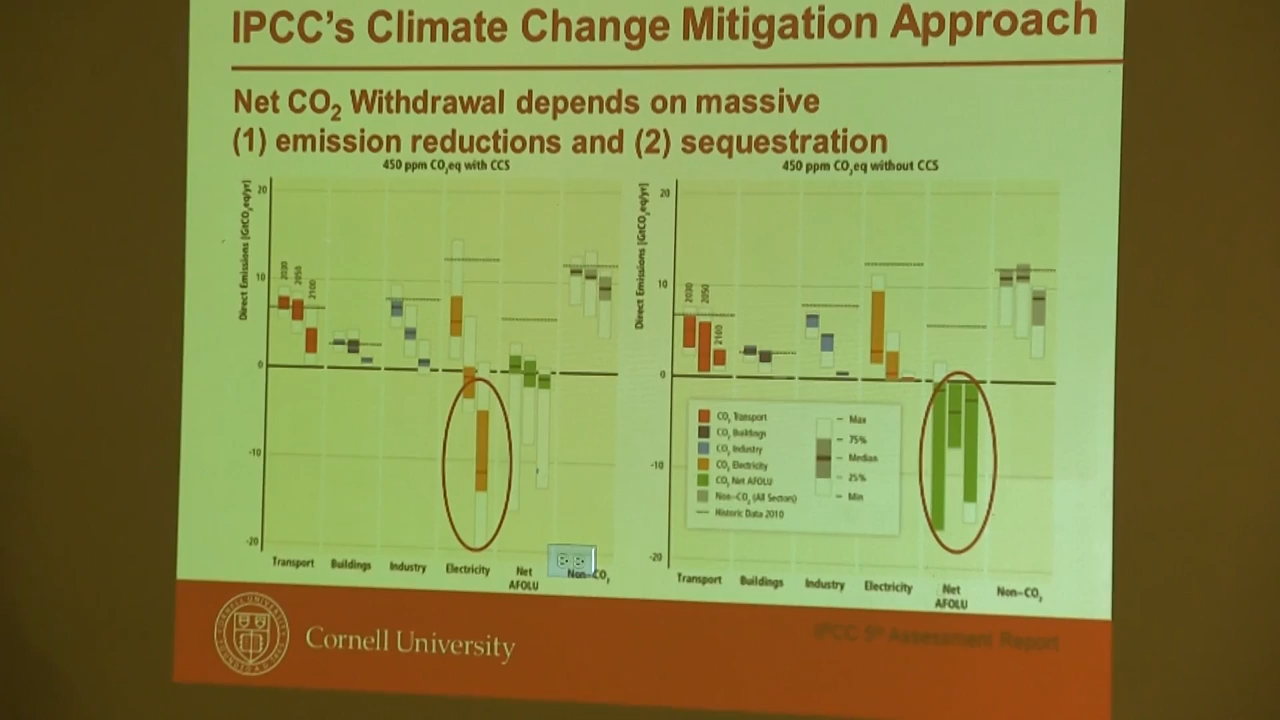 IPCC's Climate Change Mitigation Approach
Net CO₂ Withdrawal depends on massive
(1) emission reductions and (2) sequestration
450 ppm CO₂eq with CCS
Direct Emissions [GtCO₂eq/yr]
20
10
0
-10
-20
2030
2050
2100
Transport
Buildings
Industry
Electricity
Net
AFOLU
Non-CO₂
450 ppm CO₂eq without CCS
Direct Emissions [GtCO₂eq/yr]
20
10
0
-10
-20
2030
2050
2100
CO₂ Transport
CO₂ Buildings
CO₂ Industry
CO₂ Electricity
CO₂ Net AFOLU
Non-CO₂ (All Sectors)
Historic Data 2010
Max
75%
Median
25%
Min
Transport
Buildings
Industry
Electricity
Net
AFOLU
Non-CO₂
Cornell University
IPCC 5th Assessment Report